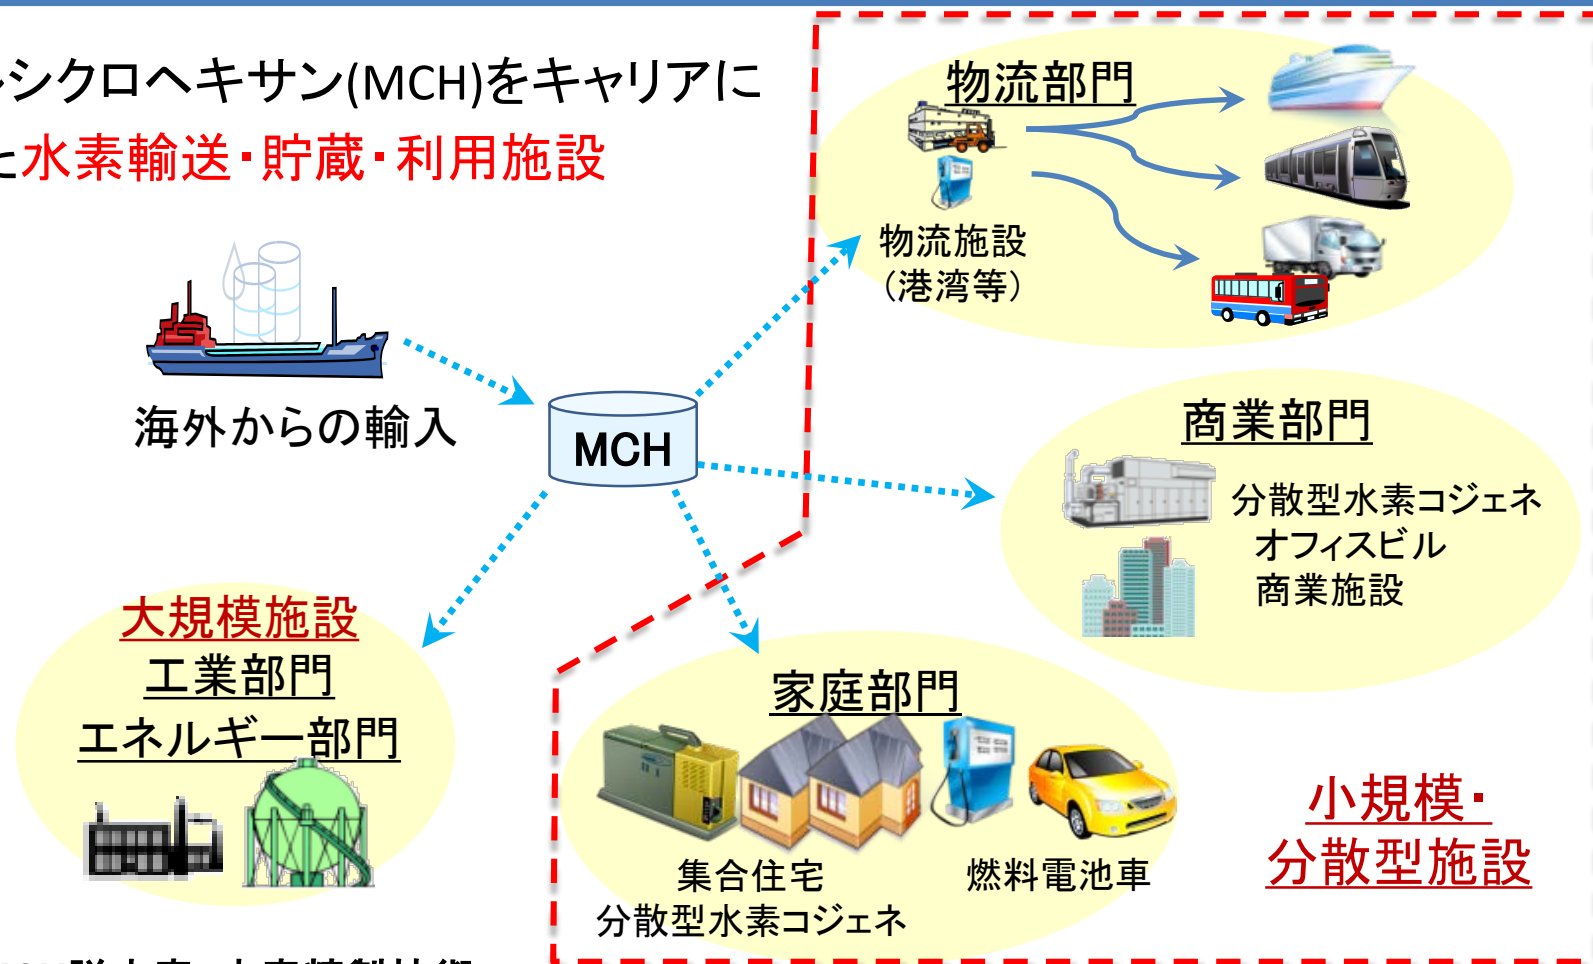 シクロヘキサン(MCH)をキャリアに
水素輸送・貯蔵・利用施設
物流部門
物流施設
（港湾等）
海外からの輸入
MCH
商業部門
分散型水素コジェネ
オフィスビル
商業施設
大規模施設
工業部門
エネルギー部門
家庭部門
集合住宅
分散型水素コジェネ
燃料電池車
小規模・
分散型施設